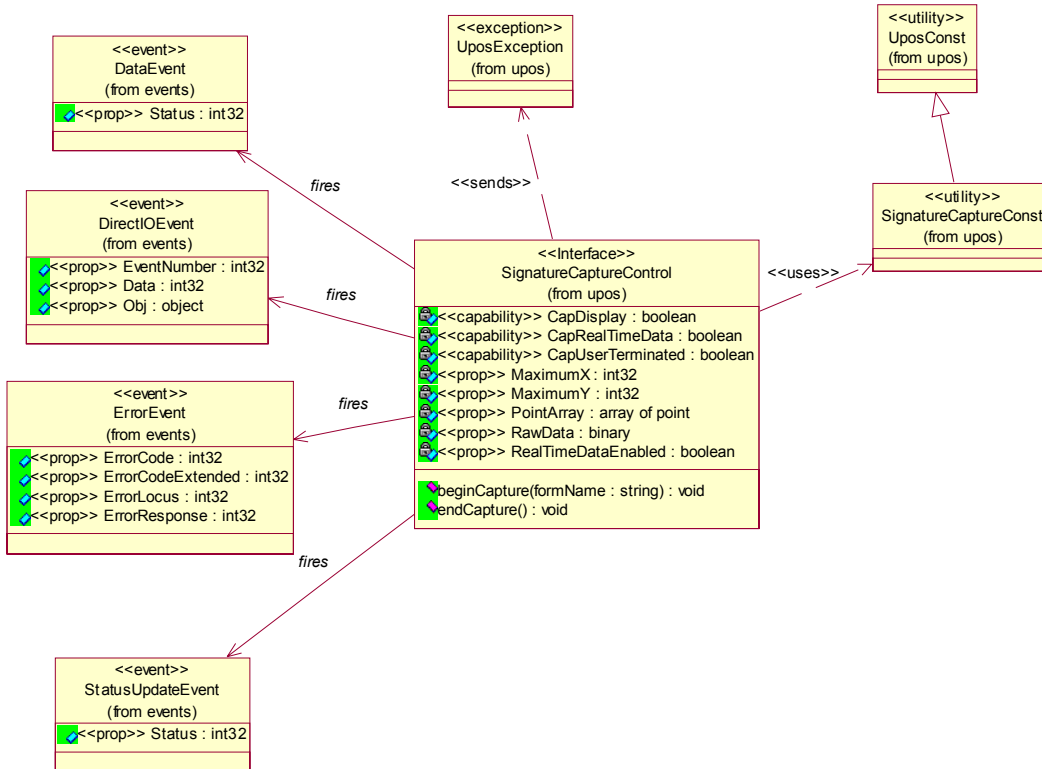 <<event>>
DataEvent
(from events)
<<prop>> Status : int32
<<exception>>
UposException
(from upos)
<<utility>>
UposConst
(from upos)
fires
<<sends>>
<<utility>>
SignatureCaptureConst
(from upos)
<<event>>
DirectIOEvent
(from events)
<<prop>> EventNumber : int32
<<prop>> Data : int32
<<prop>> Obj : object
fires
<<uses>>
<<Interface>>
SignatureCaptureControl
(from upos)
<<capability>> CapDisplay : boolean
<<capability>> CapRealTimeData : boolean
<<capability>> CapUserTerminated : boolean
<<prop>> MaximumX : int32
<<prop>> MaximumY : int32
<<prop>> PointArray : array of point
<<prop>> RawData : binary
<<prop>> RealTimeDataEnabled : boolean
beginCapture(formName : string) : void
endCapture() : void
<<event>>
ErrorEvent
(from events)
<<prop>> ErrorCode : int32
<<prop>> ErrorCodeExtended : int32
<<prop>> ErrorLocus : int32
<<prop>> ErrorResponse : int32
fires
fires
<<event>>
StatusUpdateEvent
(from events)
<<prop>> Status : int32